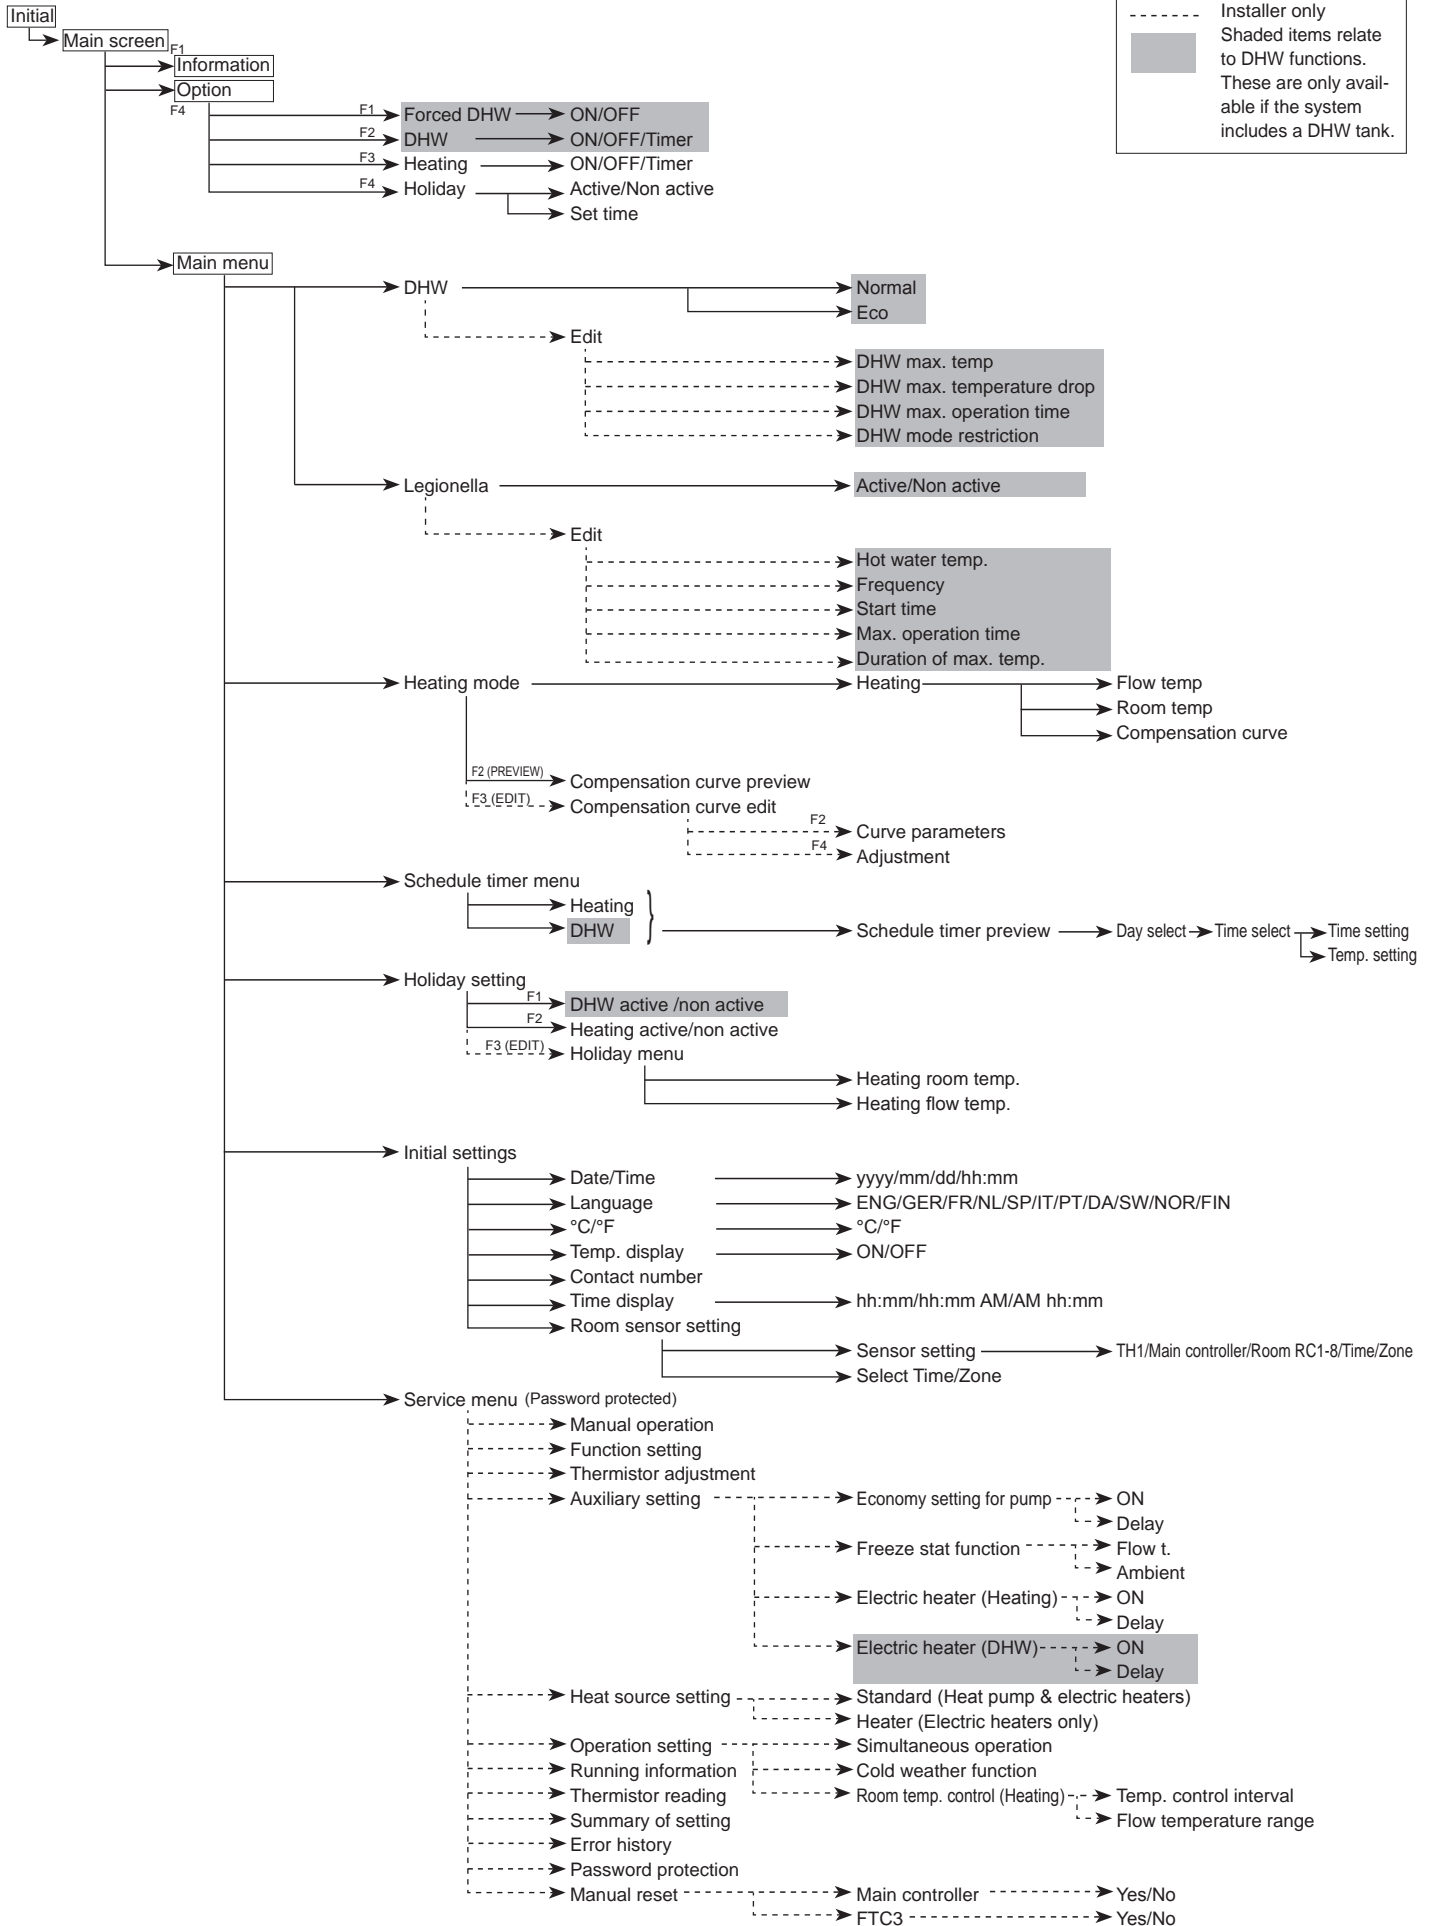 Initial
Main screen
F1
Information
Option
F4
Installer only
Shaded items relate
to DHW functions.
These are only avail-
able if the system
includes a DHW tank.
F1 Forced DHW ON/OFF
F2 DHW ON/OFF/Timer
F3 Heating ON/OFF/Timer
F4 Holiday Active/Non active
Set time
Main menu
DHW Normal
Eco
Edit
DHW max. temp
DHW max. temperature drop
DHW max. operation time
DHW mode restriction
Legionella Active/Non active
Edit
Hot water temp.
Frequency
Start time
Max. operation time
Duration of max. temp.
Heating mode Heating Flow temp
Room temp
Compensation curve
F2 (PREVIEW) Compensation curve preview
F3 (EDIT) Compensation curve edit
F2 Curve parameters
F4 Adjustment
Schedule timer menu
Heating }
DHW Schedule timer preview Day select Time select Time setting
Temp. setting
Holiday setting
F1 DHW active /non active
F2 Heating active/non active
F3 (EDIT) Holiday menu
Heating room temp.
Heating flow temp.
Initial settings
Date/Time yyyy/mm/dd/hh:mm
Language ENG/GER/FR/NL/SP/IT/PT/DA/SW/NOR/FIN
°C/°F °C/°F
Temp. display ON/OFF
Contact number
Time display hh:mm/hh:mm AM/AM hh:mm
Room sensor setting
Sensor setting TH1/Main controller/Room RC1-8/Time/Zone
Select Time/Zone
Service menu (Password protected)
Manual operation
Function setting
Thermistor adjustment
Auxiliary setting Economy setting for pump ON
Delay
Freeze stat function Flow t.
Ambient
Electric heater (Heating) ON
Delay
Electric heater (DHW) ON
Delay
Heat source setting Standard (Heat pump & electric heaters)
Heater (Electric heaters only)
Operation setting Simultaneous operation
Running information Cold weather function
Thermistor reading Room temp. control (Heating) Temp. control interval
Summary of setting Flow temperature range
Error history
Password protection
Manual reset Main controller Yes/No
FTC3 Yes/No